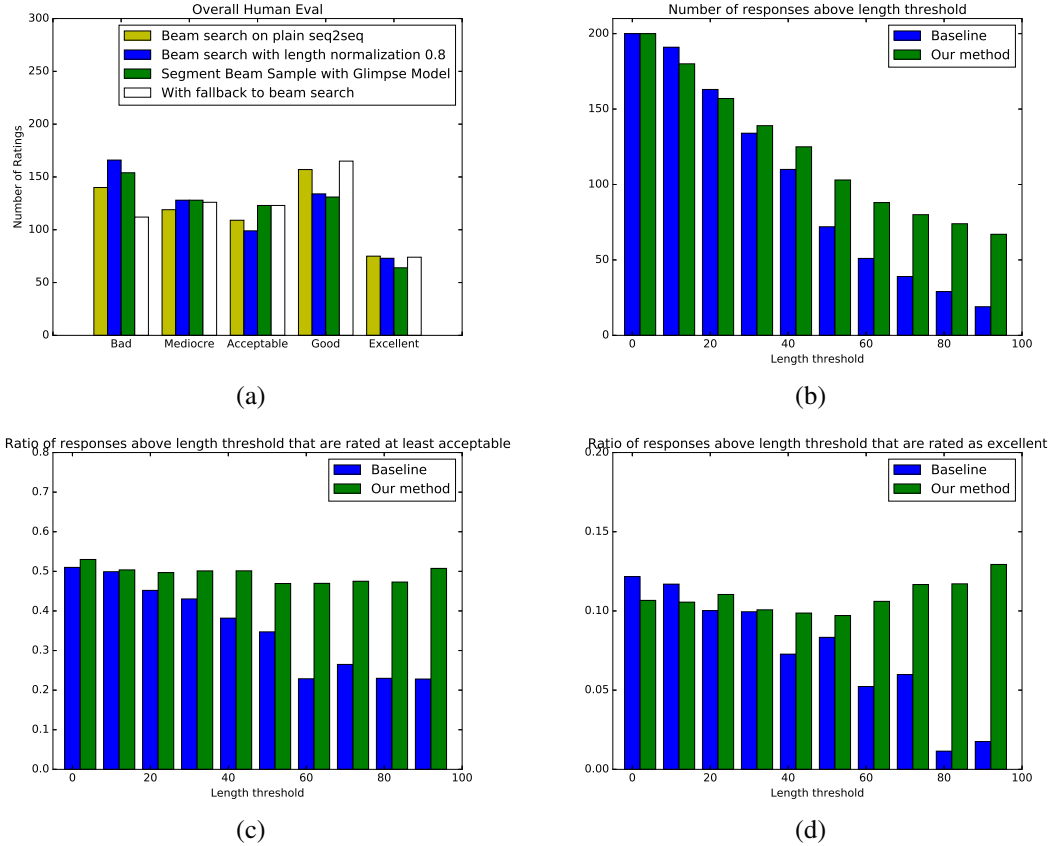 Overall Human Eval
300
250
200
150
100
50
0
Number of Ratings
Beam search on plain seq2seq
Beam search with length normalization 0.8
Segment Beam Sample with Glimpse Model
With fallback to beam search
Bad Mediocre Acceptable Good Excellent
(a)
Number of responses above length threshold
200
150
100
50
0
Baseline
Our method
0 20 40 60 80 100
Length threshold
(b)
Ratio of responses above length threshold that are rated at least acceptable
0.8
0.7
0.6
0.5
0.4
0.3
0.2
0.1
0.0
Baseline
Our method
0 20 40 60 80 100
Length threshold
(c)
Ratio of responses above length threshold that are rated as excellent
0.20
0.15
0.10
0.05
0.00
Baseline
Our method
0 20 40 60 80 100
Length threshold
(d)